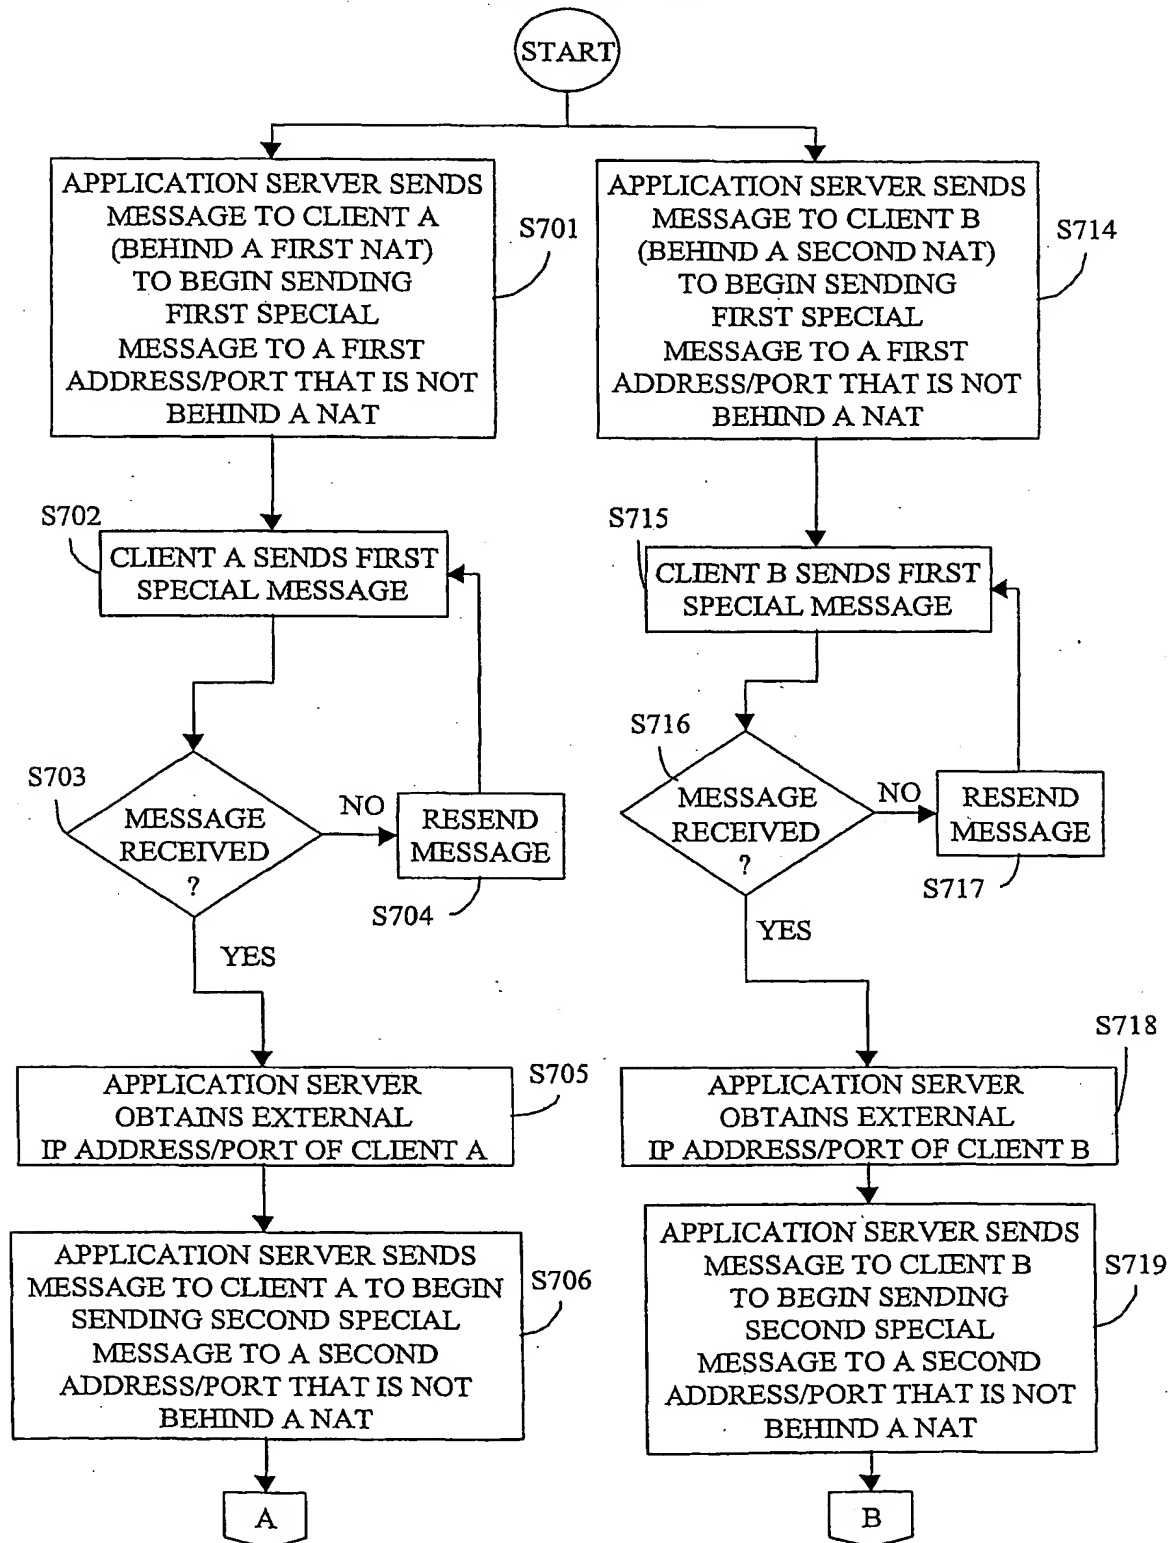 START
APPLICATION SERVER SENDS
MESSAGE TO CLIENT A
(BEHIND A FIRST NAT)
TO BEGIN SENDING
FIRST SPECIAL
MESSAGE TO A FIRST
ADDRESS/PORT THAT IS NOT
BEHIND A NAT
S701
S702
CLIENT A SENDS FIRST
SPECIAL MESSAGE
S703
MESSAGE
RECEIVED
?
NO
RESEND
MESSAGE
S704
YES
APPLICATION SERVER
OBTAINS EXTERNAL
IP ADDRESS/PORT OF CLIENT A
S705
APPLICATION SERVER SENDS
MESSAGE TO CLIENT A TO BEGIN
SENDING SECOND SPECIAL
MESSAGE TO A SECOND
ADDRESS/PORT THAT IS NOT
BEHIND A NAT
S706
A
APPLICATION SERVER SENDS
MESSAGE TO CLIENT B
(BEHIND A SECOND NAT)
TO BEGIN SENDING
FIRST SPECIAL
MESSAGE TO A FIRST
ADDRESS/PORT THAT IS NOT
BEHIND A NAT
S714
S715
CLIENT B SENDS FIRST
SPECIAL MESSAGE
S716
MESSAGE
RECEIVED
?
NO
RESEND
MESSAGE
S717
YES
S718
APPLICATION SERVER
OBTAINS EXTERNAL
IP ADDRESS/PORT OF CLIENT B
APPLICATION SERVER SENDS
MESSAGE TO CLIENT B
TO BEGIN SENDING
SECOND SPECIAL
MESSAGE TO A SECOND
ADDRESS/PORT THAT IS NOT
BEHIND A NAT
S719
B